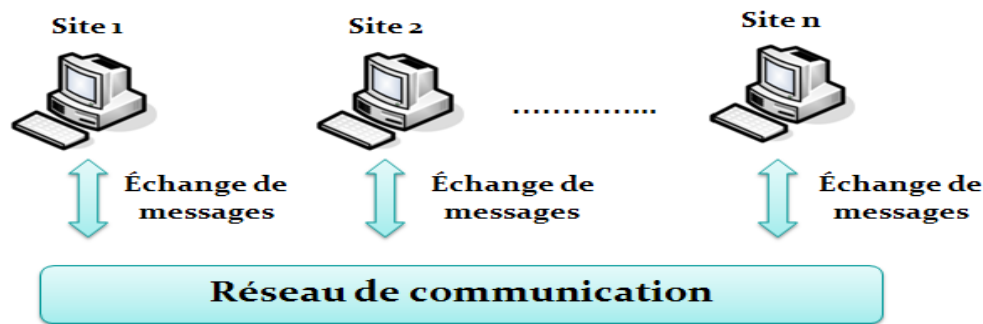 Site 1
Site 2
Site n
................
Échange de
messages
Échange de
messages
Échange de
messages
Réseau de communication